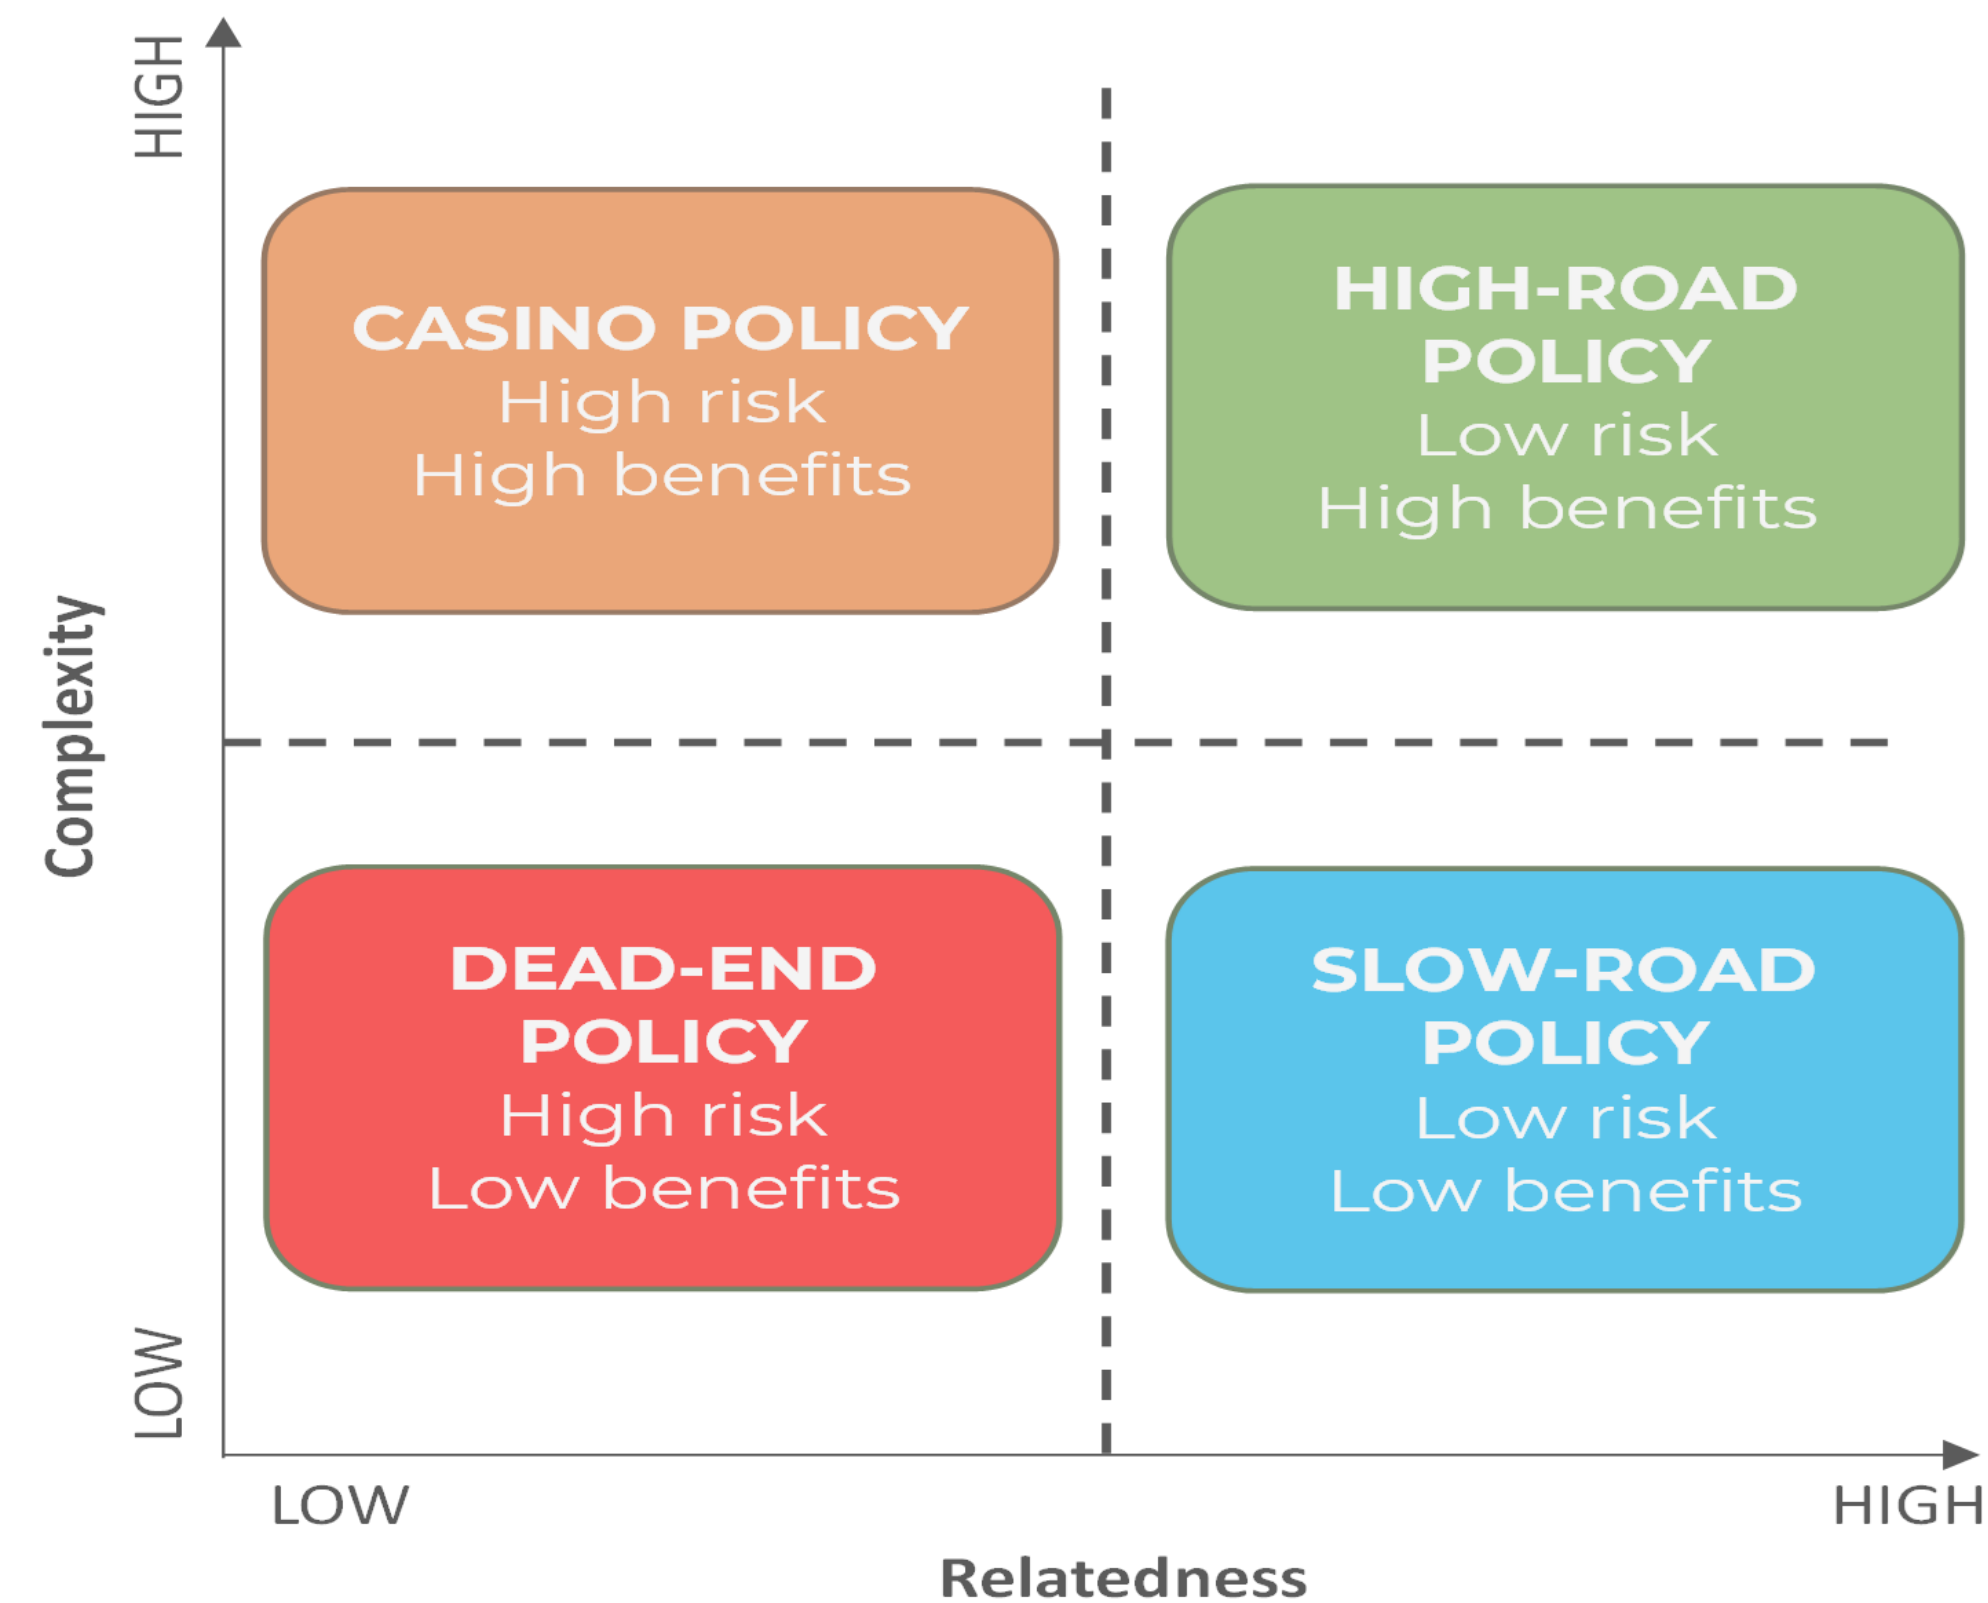 HIGH
CASINO POLICY
High risk
High benefits
HIGH-ROAD
POLICY
Low risk
High benefits
Complexity
DEAD-END
POLICY
High risk
Low benefits
SLOW-ROAD
POLICY
Low risk
Low benefits
LOW
LOW
HIGH
Relatedness